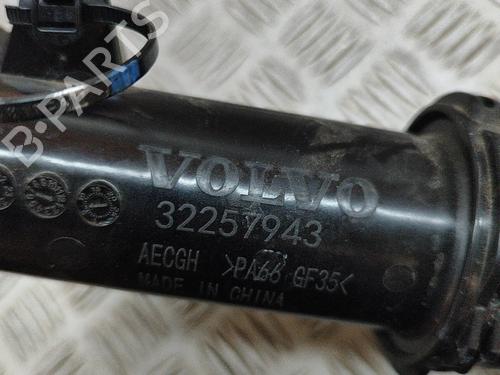 B-PARTS
VOLVO
32257943
AECGH >PA66 GF35<
MADE IN CHINA